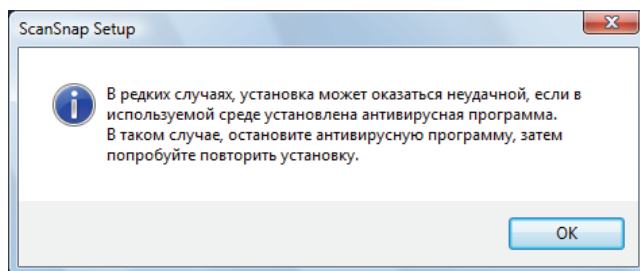 ScanSnap Setup
В редких случаях, установка может оказаться неудачной, если в
используемой среде установлена антивирусная программа.
В таком случае, остановите антивирусную программу, затем
попробуйте повторить установку.
OK